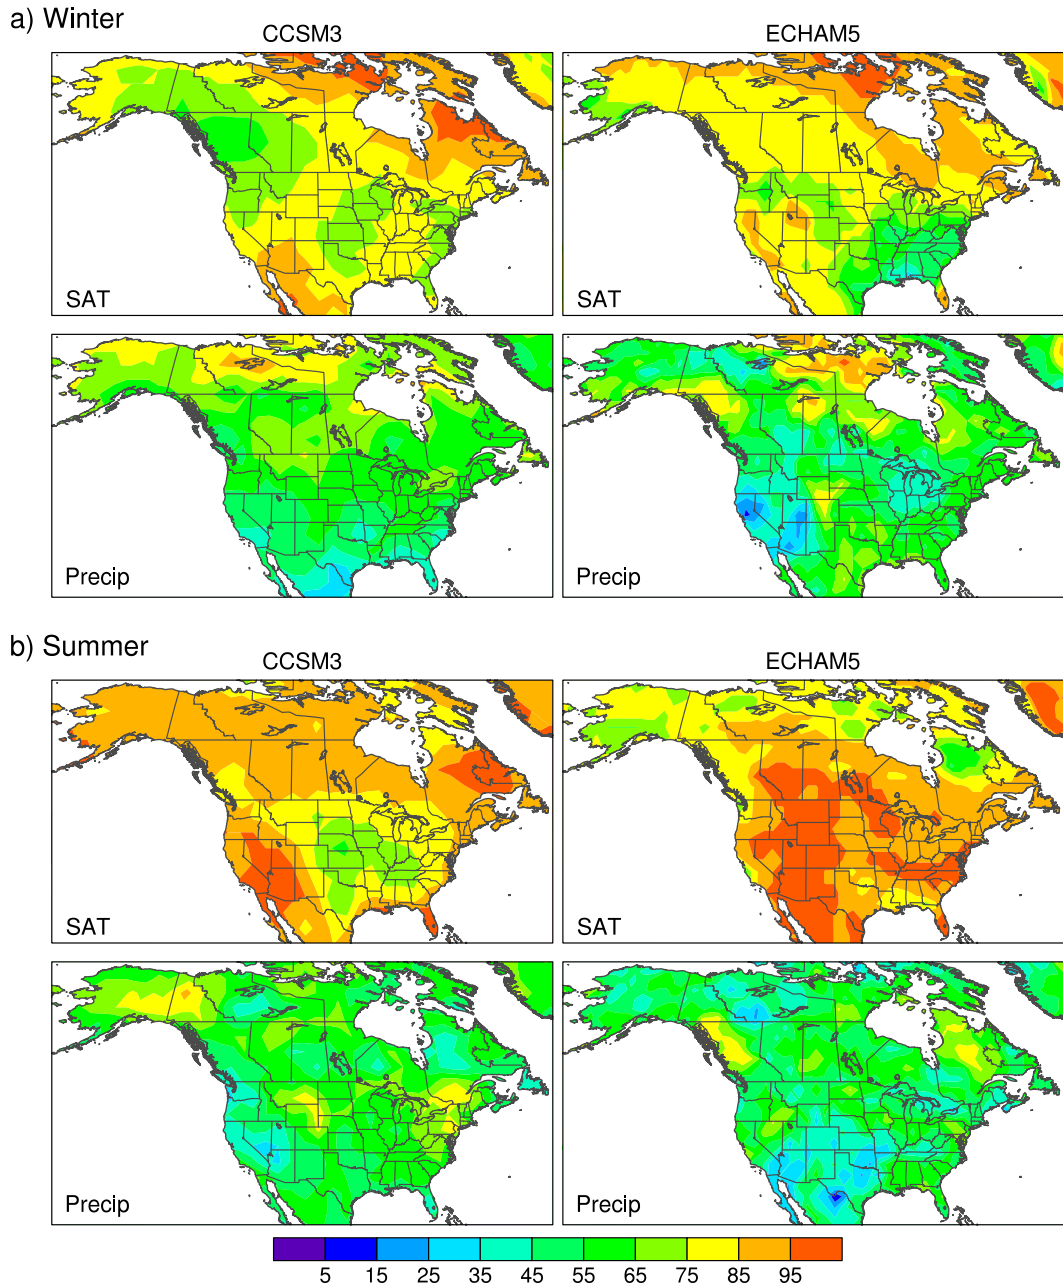 a) Winter
CCSM3
ECHAM5
SAT
SAT
Precip
Precip
b) Summer
CCSM3
ECHAM5
SAT
SAT
Precip
Precip
5 15 25 35 45 55 65 75 85 95